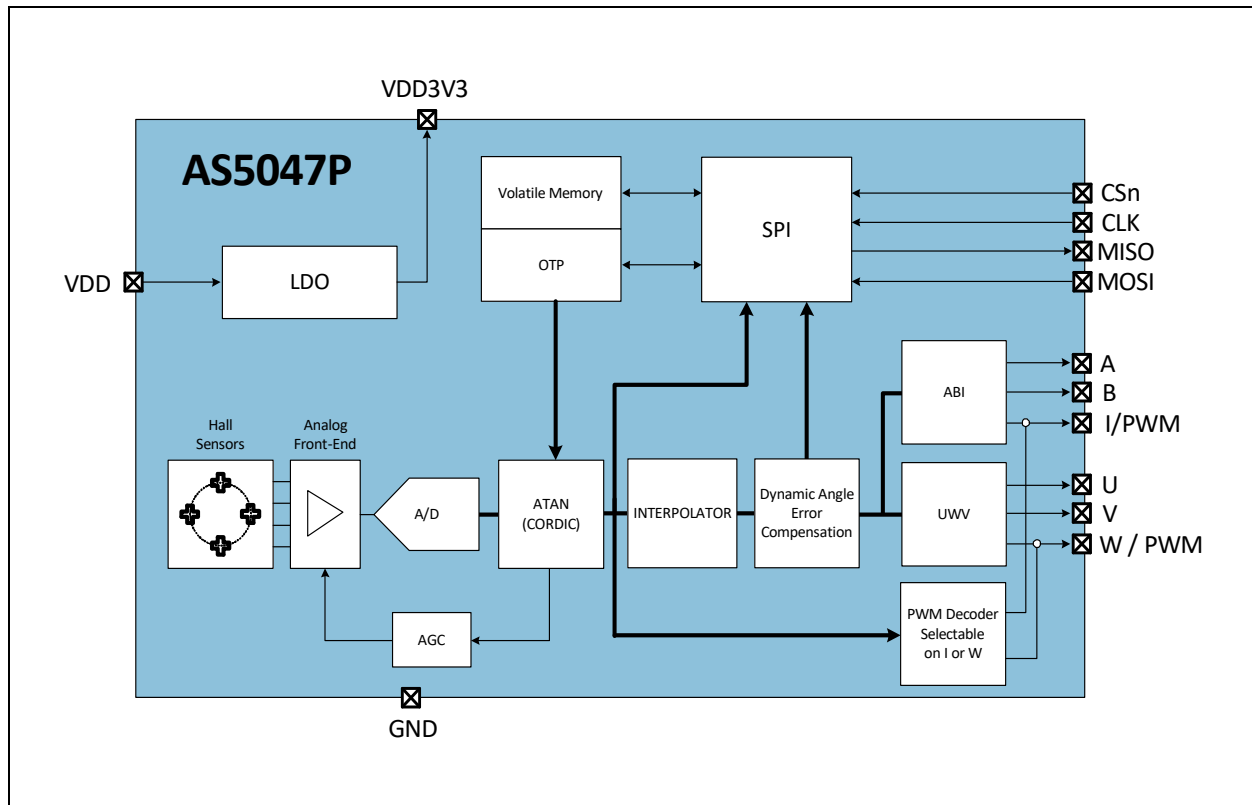 VDD3V3
AS5047P
Volatile Memory
OTP
SPI
CSn
CLK
MISO
MOSI
VDD
LDO
A
B
I/PWM
ABI
Hall
Sensors
Analog
Front-End
A/D
ATAN
(CORDIC)
INTERPOLATOR
Dynamic Angle
Error
Compensation
UWV
U
V
W / PWM
AGC
PWM Decoder
Selectable
on I or W
GND